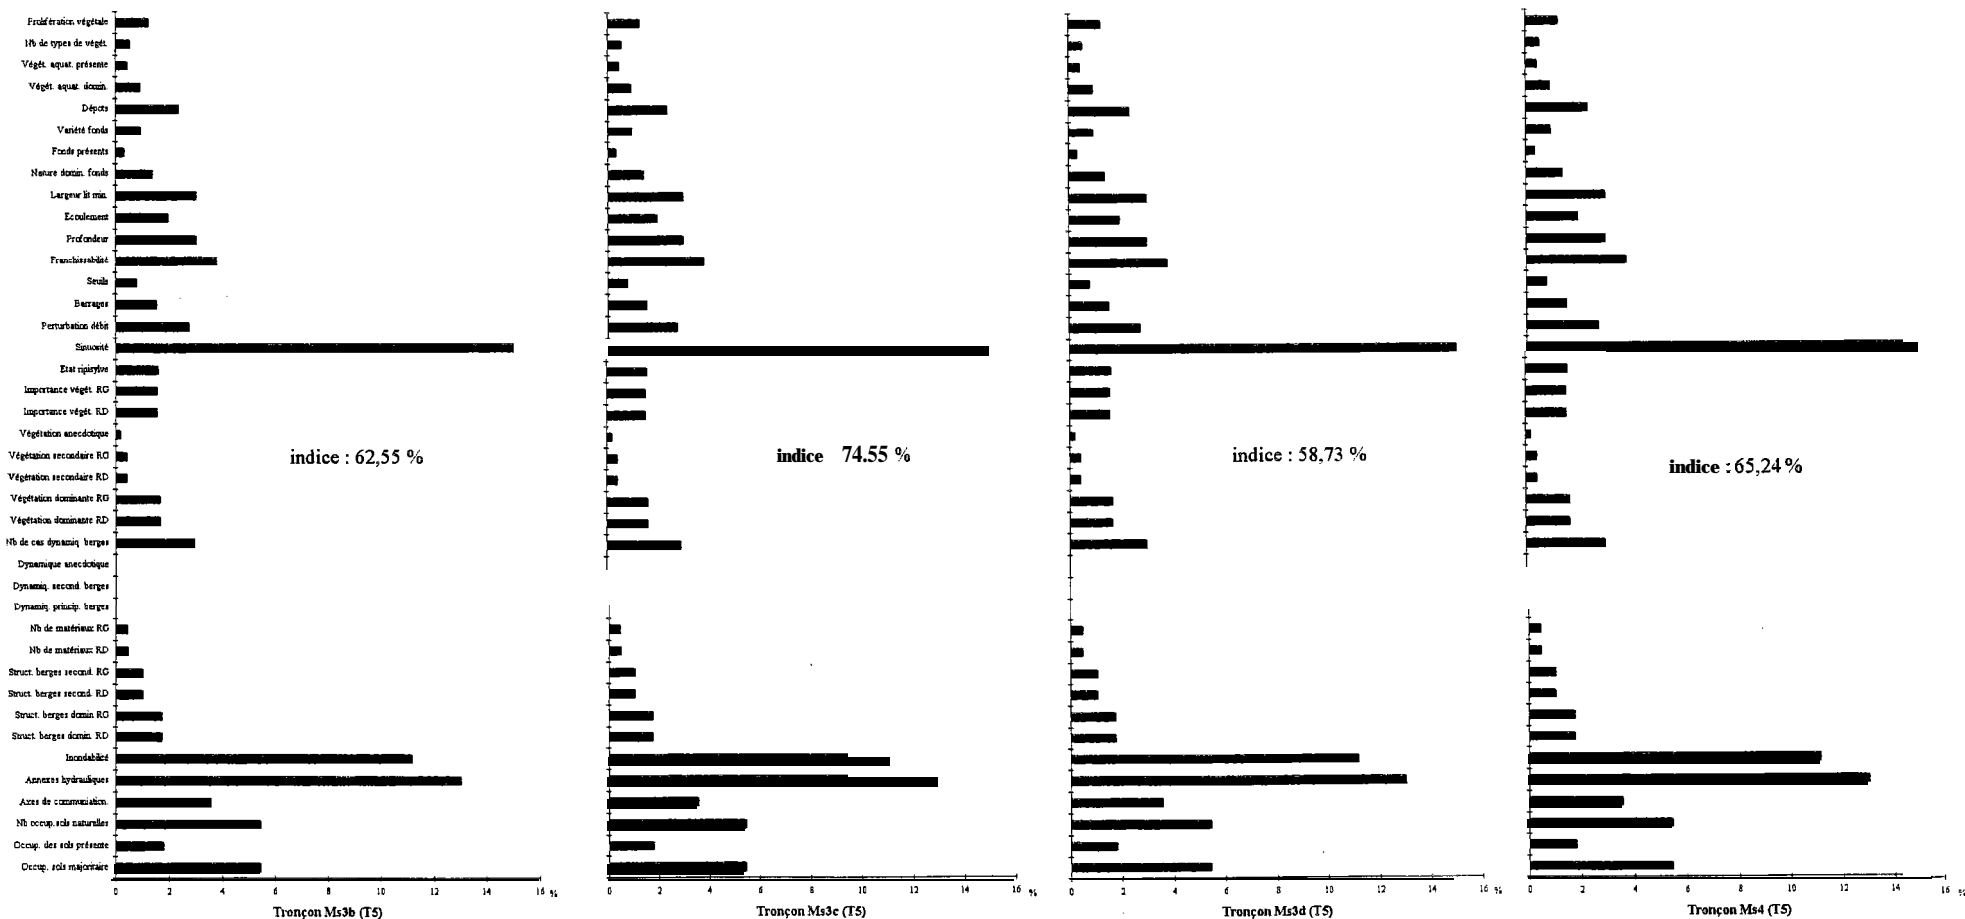 Prolifération végétale
Nb de types de végét.
Végét. aquat. présente
Végét. aquat. domin.
Dépots
Variété fonds
Fonds présents
Nature domin. fonds
Largeur lit min.
Ecoulement
Profondeur
Franchissabilité
Seuils
Barrages
Perturbation débit
Sinuosité
Etat ripisylve
Importance végét. RG
Importance végét. RD
Végétation anecdotique
Végétation secondaire RG
Végétation secondaire RD
Végétation dominante RG
Végétation dominante RD
Nb de cas dynamiq. berges
Dynamique anecdotique
Dynamiq. second. berges
Dynamiq. princip. berges
Nb de matériaux RG
Nb de matériaux RD
Struct. berges second. RG
Struct. berges second. RD
Struct. berges domin RG
Struct. berges domin. RD
Inondabilité
Annexes hydrauliques
Axes de communiation.
Nb occup.sols naturelles
Occup. des sols présente
Occup. sols majoritaire
indice : 62,55 %
0 2 4 6 8 10 12 14 16 %
Tronçon Ms3b (T5)
indice 74.55 %
0 2 4 6 8 10 12 14 16 %
Tronçon Ms3c (T5)
indice : 58,73 %
0 2 4 6 8 10 12 14 16 %
Tronçon Ms3d (T5)
indice : 65,24 %
0 2 4 6 8 10 12 14 16 %
Tronçon Ms4 (T5)